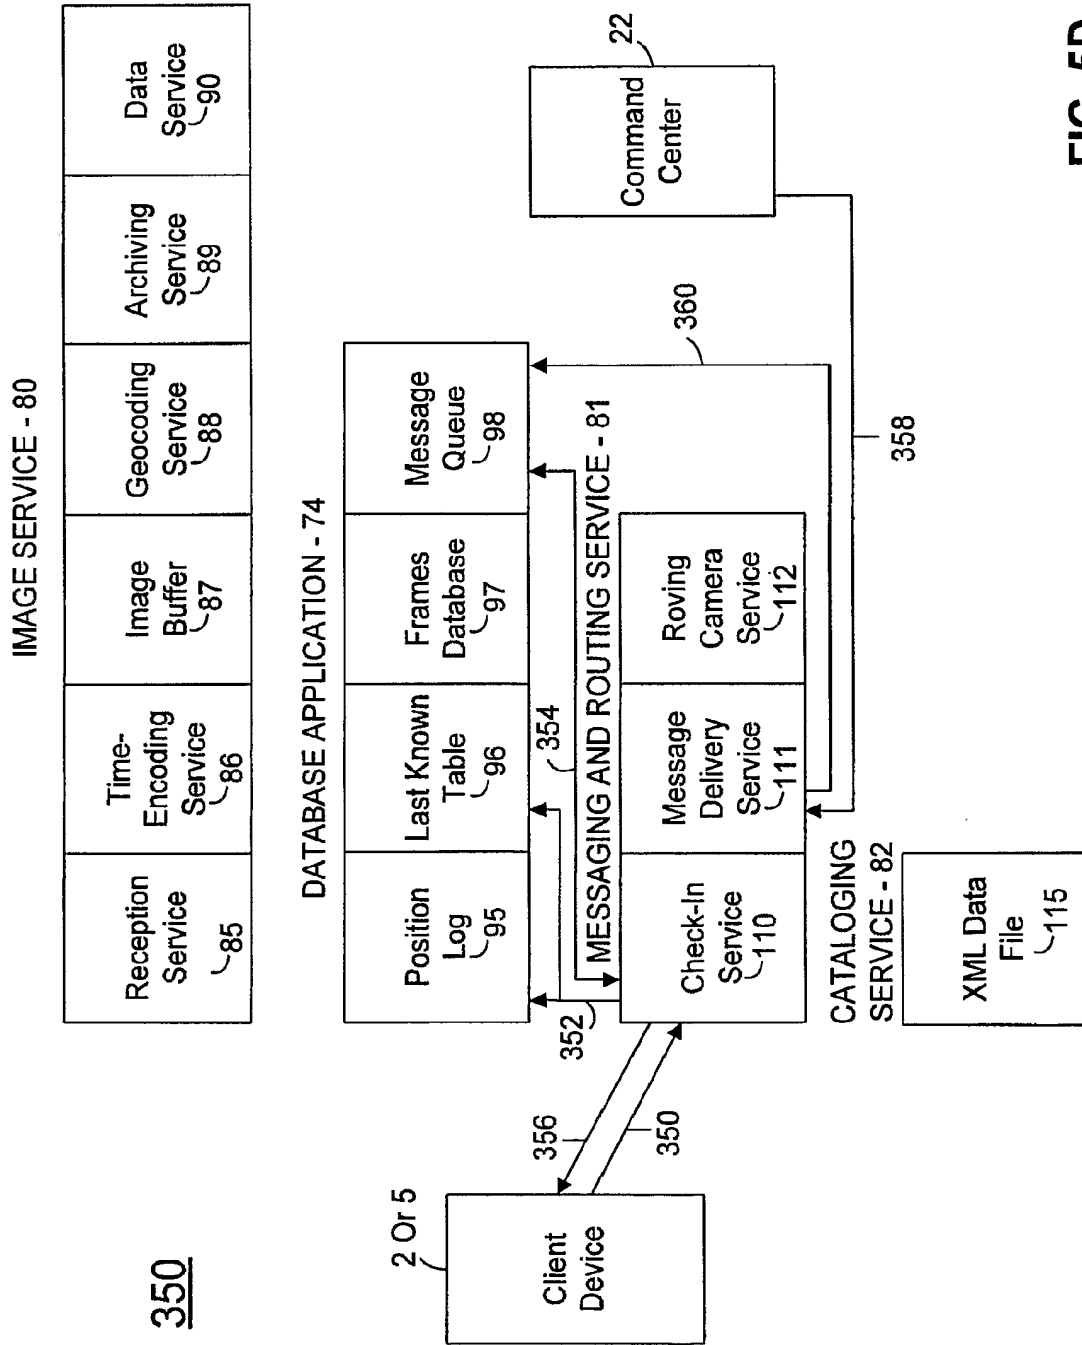 350
IMAGE SERVICE - 80
Reception
Service
85
Time-
Encoding
Service
86
Image
Buffer
87
Geocoding
Service
88
Archiving
Service
89
Data
Service
90
DATABASE APPLICATION - 74
Position
Log
95
Last Known
Table
96
Frames
Database
97
Message
Queue
98
2 Or 5
Client
Device
356
350
352
354
MESSAGING AND ROUTING SERVICE - 81
Check-In
Service
110
Message
Delivery
Service
111
Roving
Camera
Service
112
360
22
Command
Center
358
CATALOGING
SERVICE - 82
XML Data
File
115
FIG.